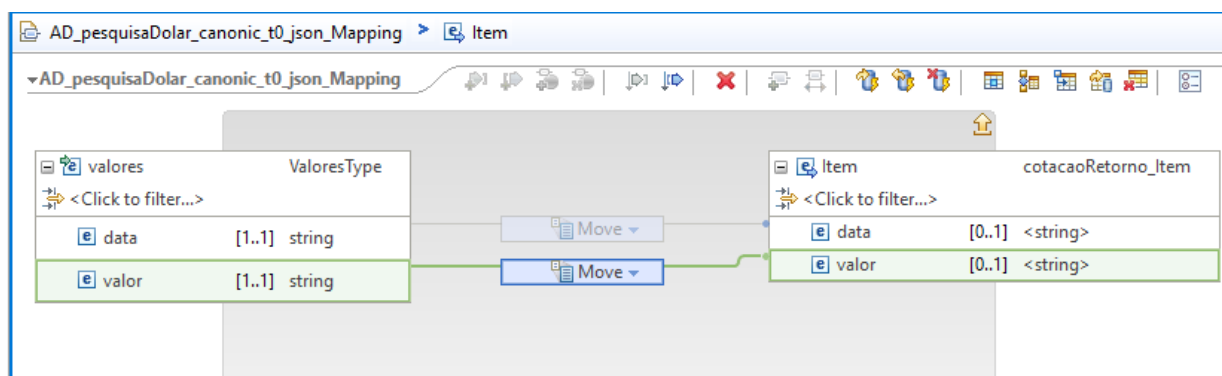 AD_pesquisaDolar_canonic_t0_json_Mapping > Item
AD_pesquisaDolar_canonic_t0_json_Mapping
valores ValoresType
<Click to filter...>
data [1..1] string
valor [1..1] string
Move
Move
Item cotacaoRetorno_Item
<Click to filter...>
data [0..1] <string>
valor [0..1] <string>